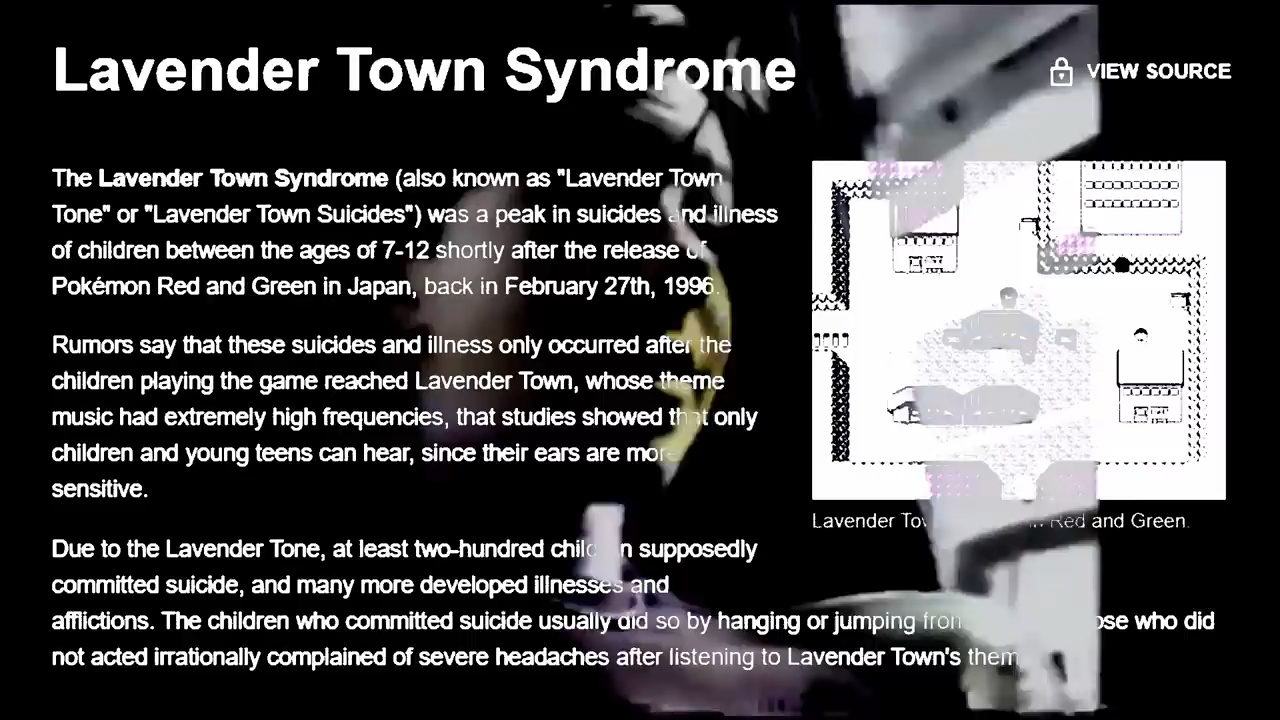 Lavender Town Syndrome
VIEW SOURCE
The Lavender Town Syndrome (also known as "Lavender Town
Tone" or "Lavender Town Suicides") was a peak in suicides and illness
of children between the ages of 7-12 shortly after the release of
Pokémon Red and Green in Japan, back in February 27th, 1996.
Rumors say that these suicides and illness only occurred after the
children playing the game reached Lavender Town, whose theme
music had extremely high frequencies, that studies showed that only
children and young teens can hear, since their ears are more
sensitive.
Due to the Lavender Tone, at least two-hundred children supposedly
committed suicide, and many more developed illnesses and
afflictions. The children who committed suicide usually did so by hanging or jumping from who did
not acted irrationally complained of severe headaches after listening to Lavender Town's
Lavender Red and Green.